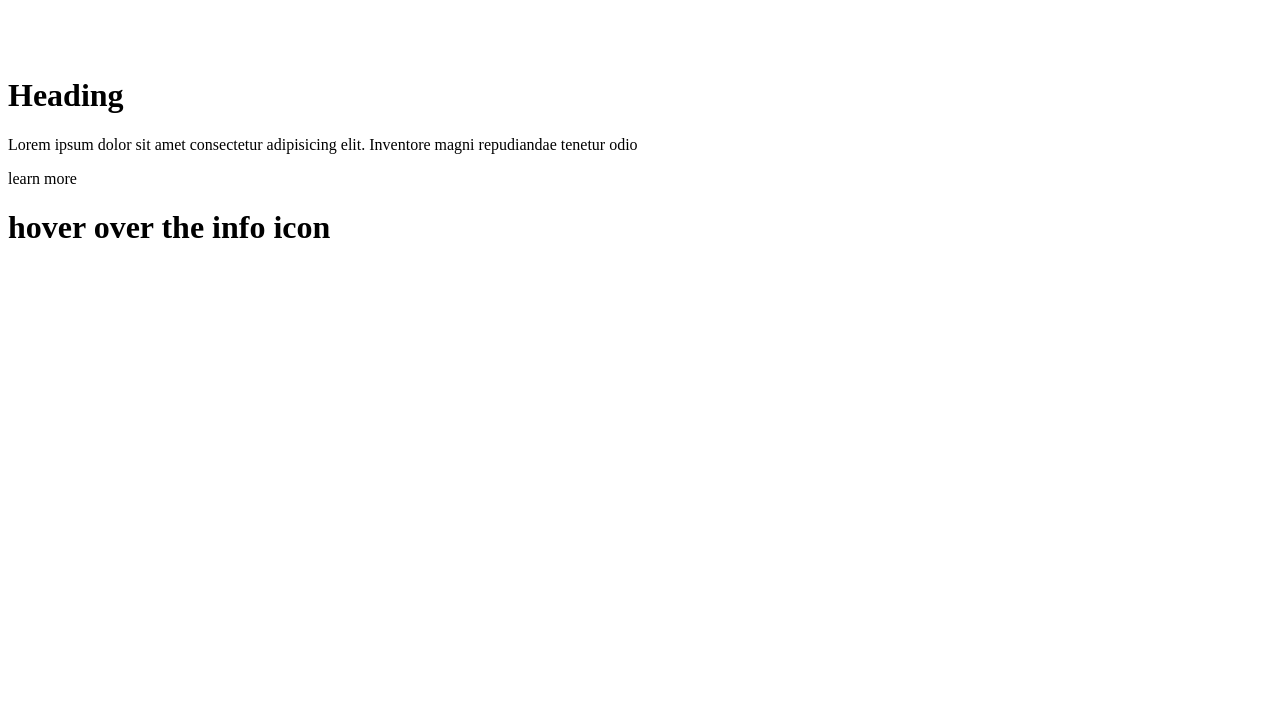 Heading
Lorem ipsum dolor sit amet consectetur adipisicing elit. Inventore magni repudiandae tenetur odio
learn more
hover over the info icon